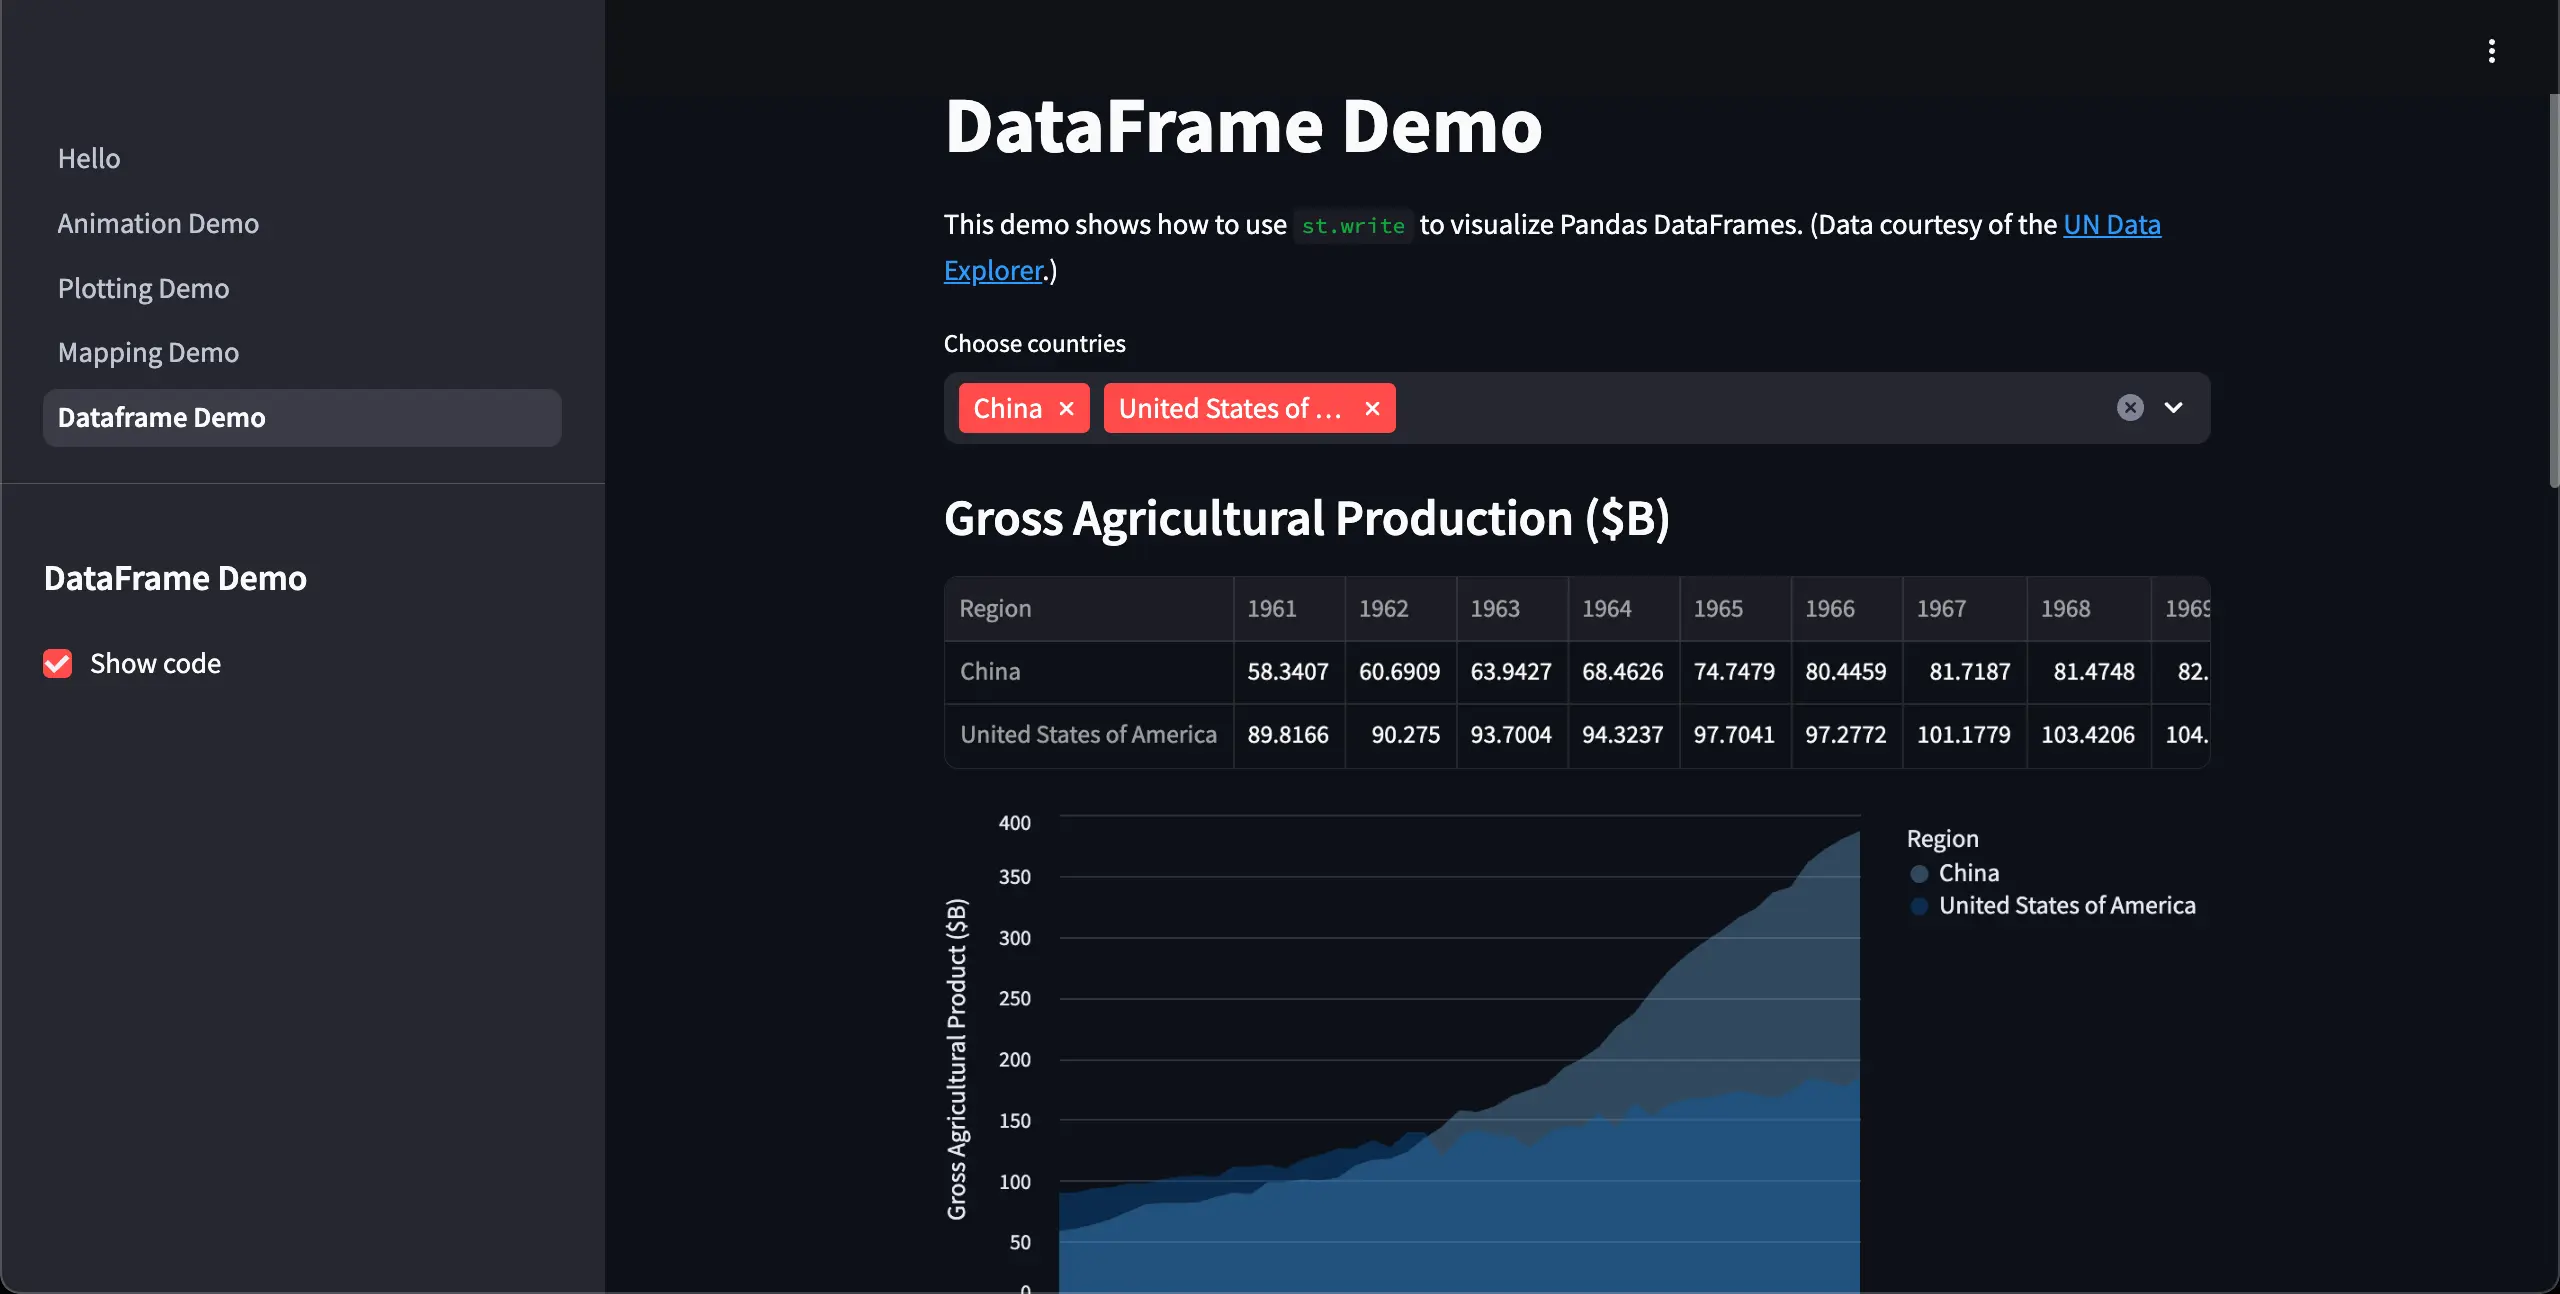 Hello
Animation Demo
Plotting Demo
Mapping Demo
Dataframe Demo
DataFrame Demo
Show code
DataFrame Demo
This demo shows how to use st.write to visualize Pandas DataFrames. (Data courtesy of the UN Data
Explorer.)
Choose countries
China × United States of ... ×
Gross Agricultural Production ($B)
Region 1961 1962 1963 1964 1965 1966 1967 1968 1969
China 58.3407 60.6909 63.9427 68.4626 74.7479 80.4459 81.7187 81.4748 82.
United States of America 89.8166 90.275 93.7004 94.3237 97.7041 97.2772 101.1779 103.4206 104.
Gross Agricultural Product ($B)
400
350
300
250
200
150
100
50
0
Region
China
United States of America